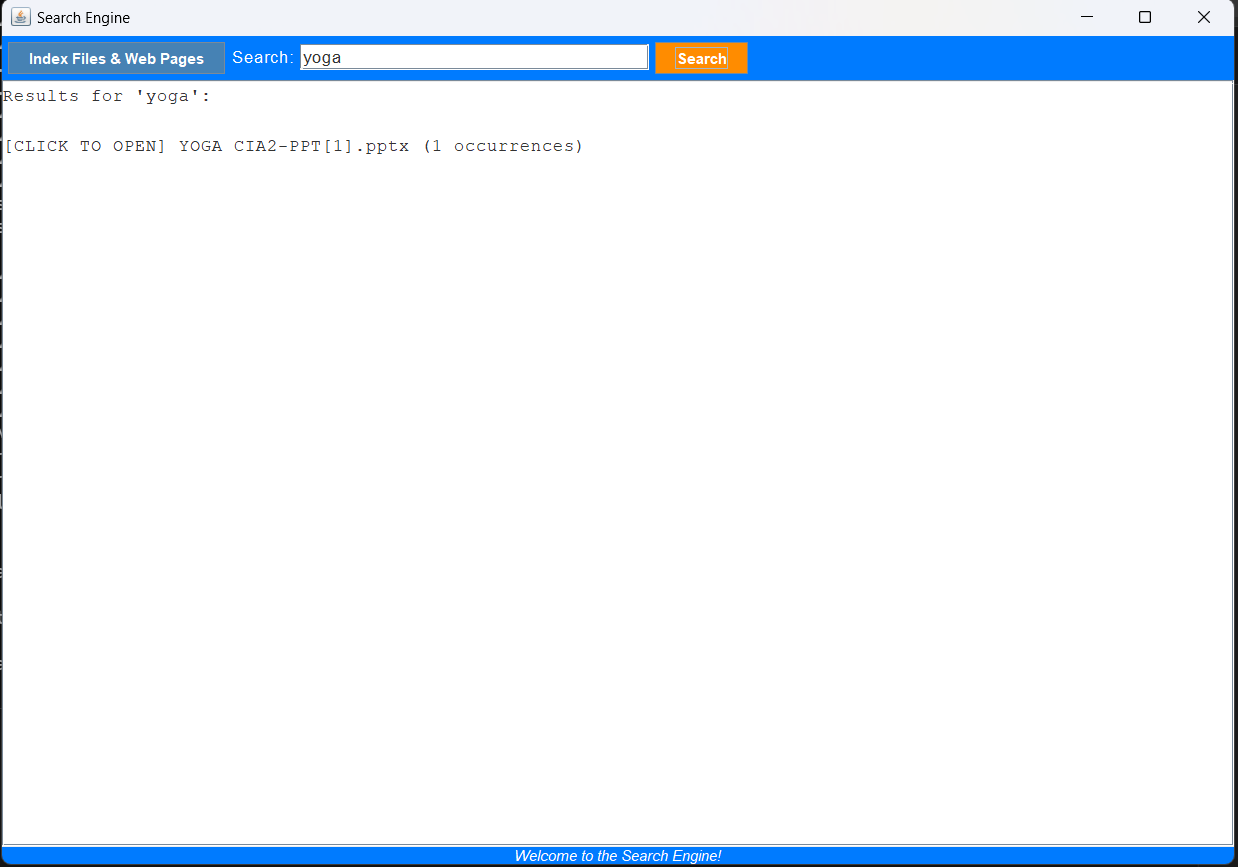 Search Engine
Index Files & Web Pages Search: yoga Search
Results for 'yoga':
[CLICK TO OPEN] YOGA CIA2-PPT[1].pptx (1 occurrences)
Welcome to the Search Engine!